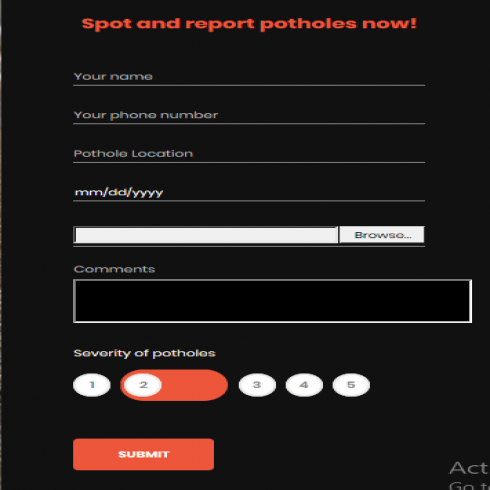 Spot and report potholes now!
Your name
Your phone number
Pothole Location
mm/dd/yyyy
Browse...
Comments
Severity of potholes
1 2 3 4 5
SUBMIT
Act
Go t